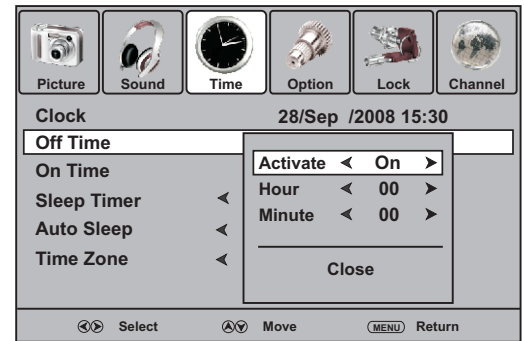 Picture Sound Time Option Lock Channel
Clock 28/Sep /2008 15:30
Off Time
On Time
Sleep Timer
Auto Sleep
Time Zone
Activate On
Hour 00
Minute 00
Close
Select Move MENU Return